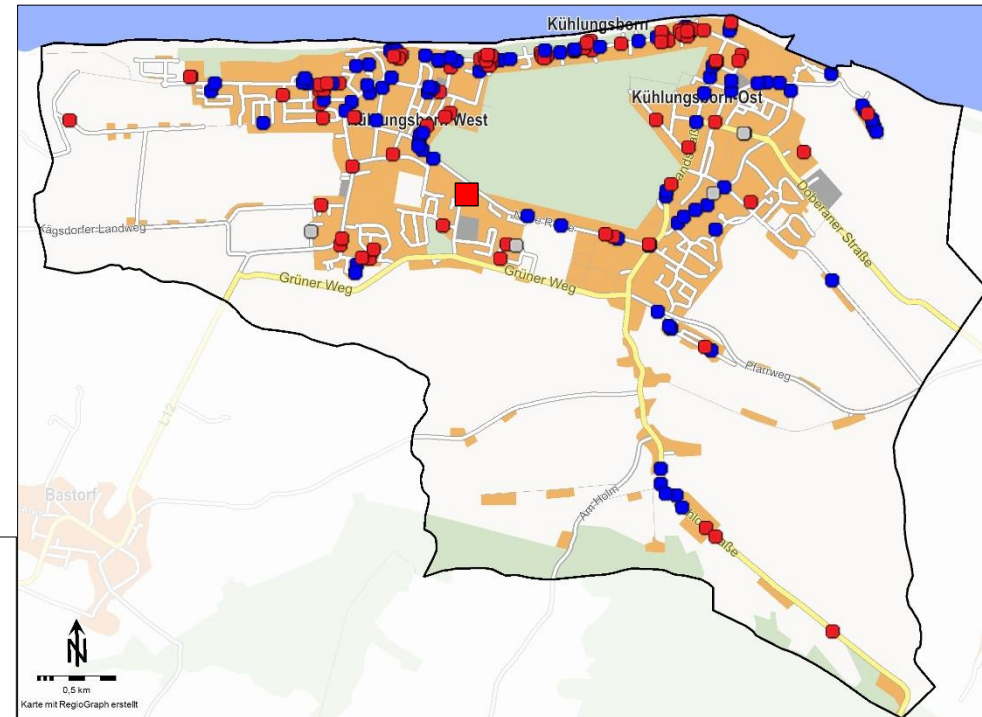 Kühlungsborn
Kühlungsborn-Ost
Kühlungsborn West
Doberaner Straße
Kägsdorfer Landweg
Grüner Weg
Grüner Weg
Pfarrweg
L12
Bastorf
Am Holm
N
0,5 km
Karte mit RegioGraph erstellt